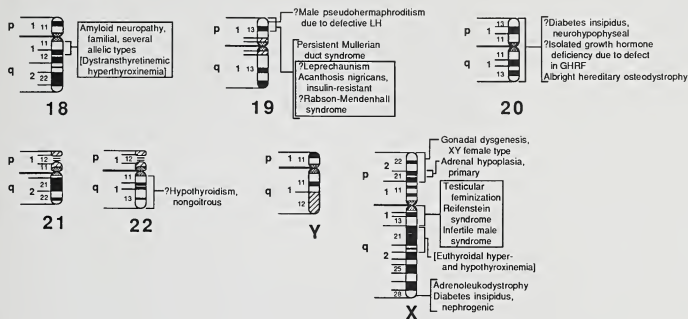 p
1
11
q
1
11
12
2
22
Amyloid neuropathy,
familial, several
allelic types
[Dystransthyretinemic
hyperthyroxinemia]
18
p
1
13
q
1
13
?Male pseudohermaphroditism
due to defective LH
Persistent Mullerian
duct syndrome
?Leprechaunism
Acanthosis nigricans,
insulin-resistant
?Rabson-Mendenhall
syndrome
19
p
1
13
11
q
1
11
13
?Diabetes insipidus,
neurohypophyseal
?Isolated growth hormone
deficiency due to defect
in GHRF
Albright hereditary osteodystrophy
20
p
1
12
11
q
2
21
22
21
p
1
12
11
q
1
11
13
?Hypothyroidism,
nongoitrous
22
p
1
11
q
1
11
12
Y
p
2
22
21
1
11
q
1
13
2
21
25
28
Gonadal dysgenesis,
XY female type
Adrenal hypoplasia,
primary
Testicular
feminization
Reifenstein
syndrome
Infertile male
syndrome
[Euthyroidal hyper-
and hypothyroxinemia]
Adrenoleukodystrophy
Diabetes insipidus,
nephrogenic
X